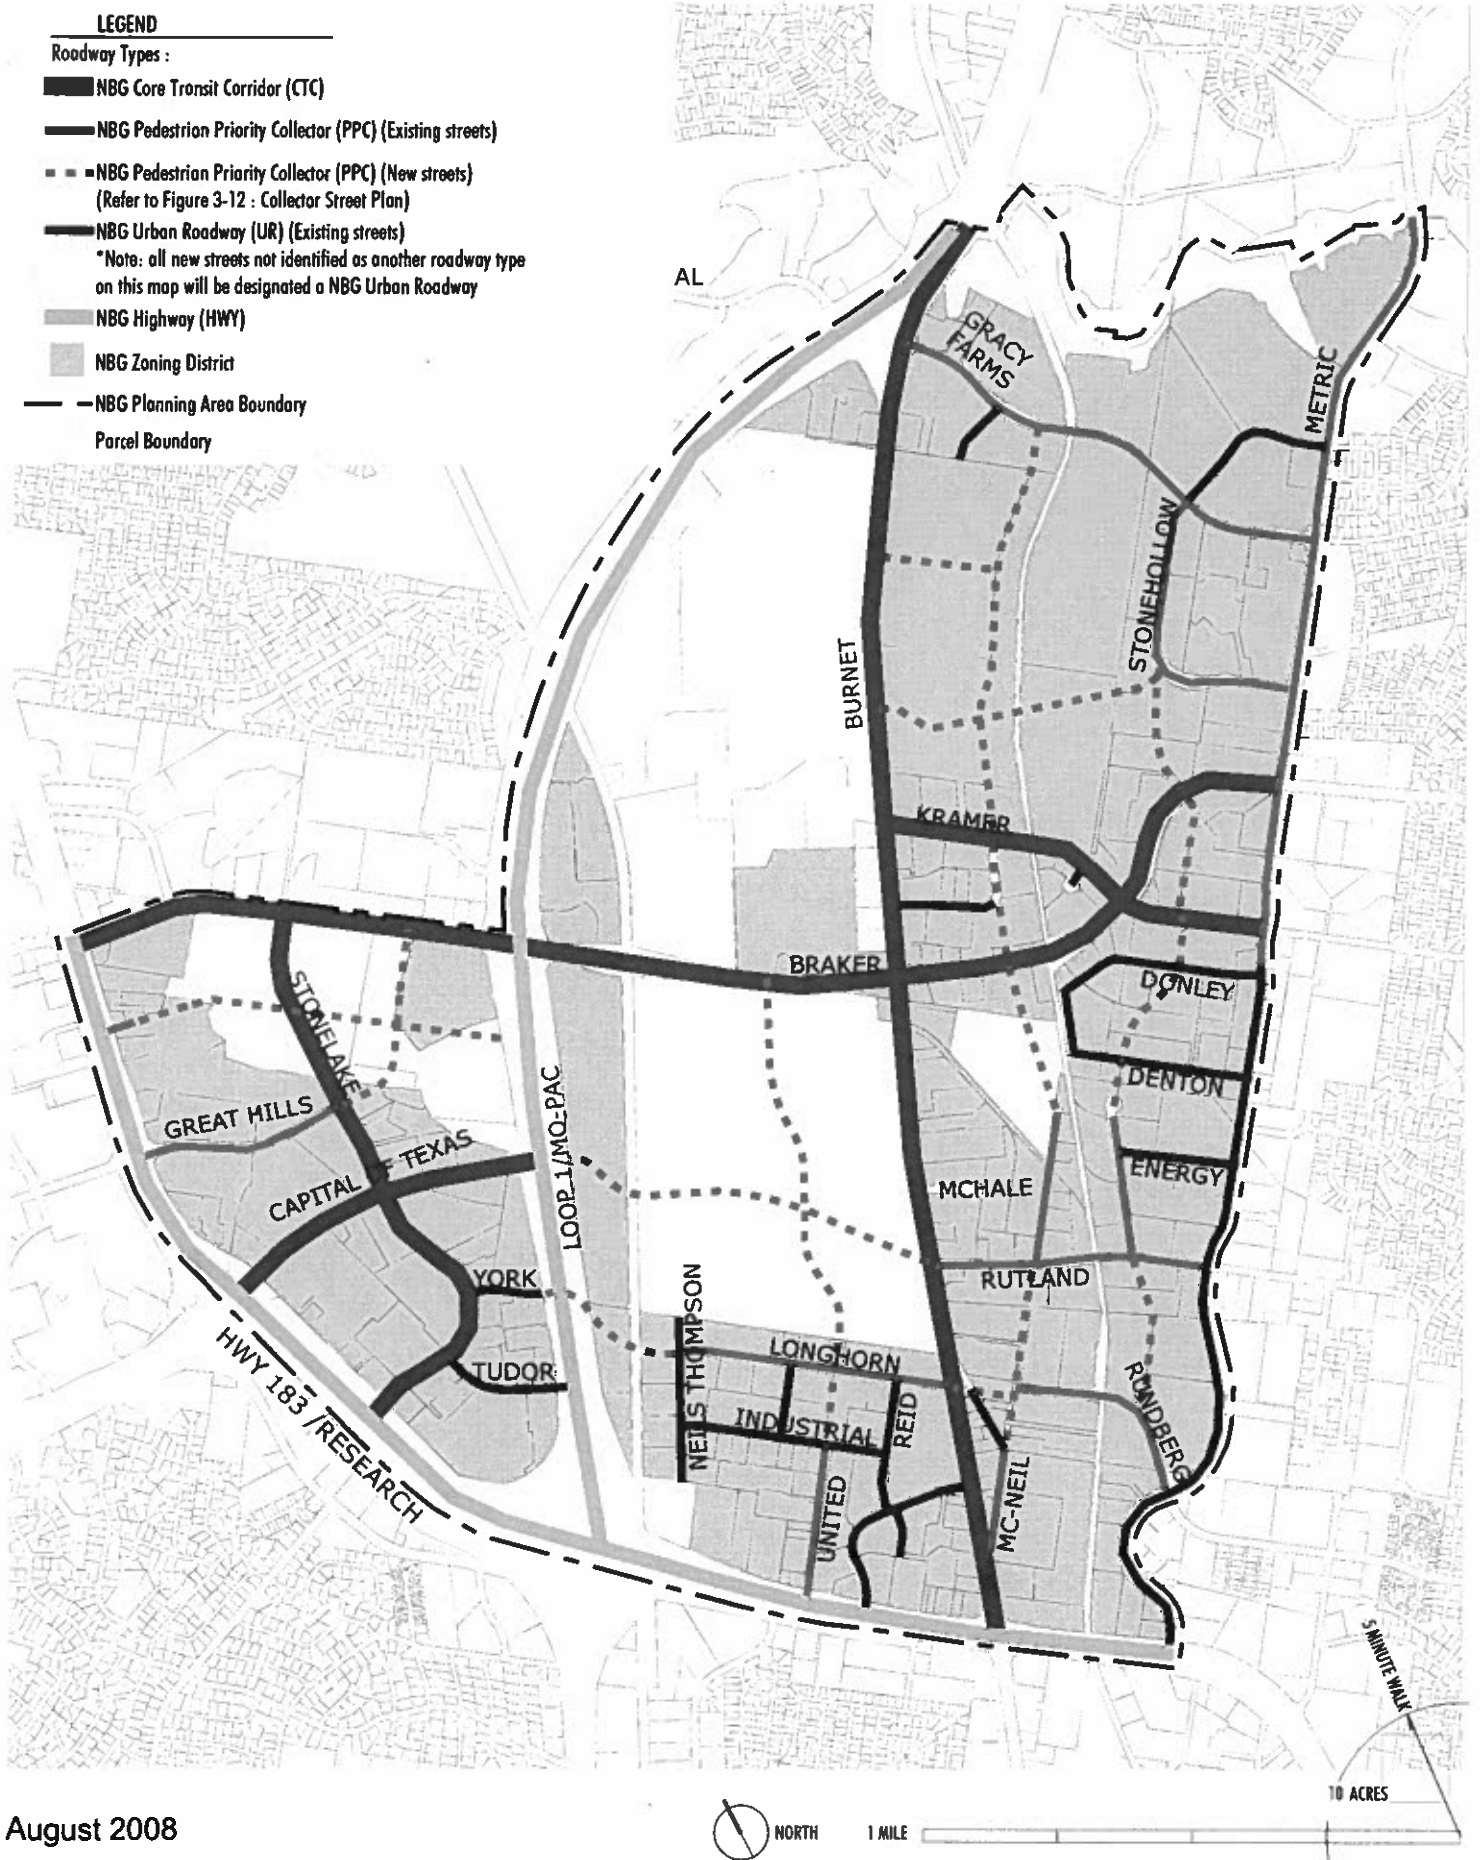 LEGEND
Roadway Types :
NBG Core Transit Corridor (CTC)
NBG Pedestrian Priority Collector (PPC) (Existing streets)
NBG Pedestrian Priority Collector (PPC) (New streets)
(Refer to Figure 3-12 : Collector Street Plan)
NBG Urban Roadway (UR) (Existing streets)
*Note: all new streets not identified as another roadway type
on this map will be designated a NBG Urban Roadway
NBG Highway (HWY)
NBG Zoning District
NBG Planning Area Boundary
Parcel Boundary
AL
GRACY
FARMS
METRIC
STONEHOLLOW
BURNET
KRAMER
BRAKER
DONLEY
STONELAKE
DENTON
GREAT HILLS
LOOP 1/MO-PAC
CAPITAL OF TEXAS
ENERGY
MCHALE
YORK
RUTLAND
NEILS THOMPSON
HWY 183 /RESEARCH
LONGHORN
TUDOR
RUNDBERG
REID
INDUSTRIAL
UNITED
MC-NEIL
5 MINUTE WALK
10 ACRES
August 2008
NORTH
1 MILE